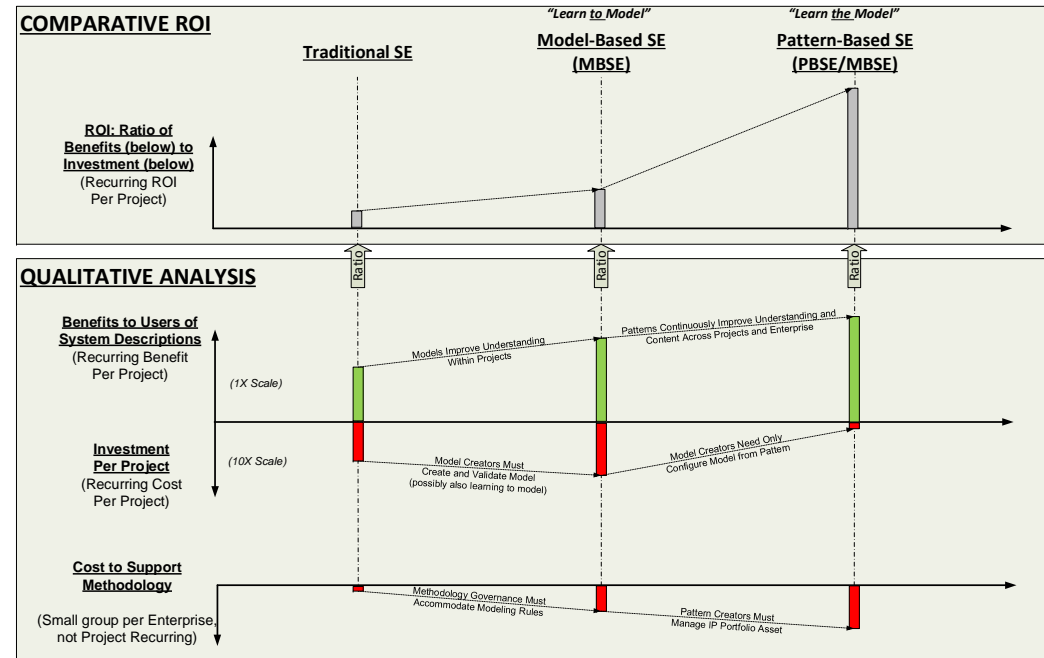 COMPARATIVE ROI
"Learn to Model"
"Learn the Model"
Traditional SE
Model-Based SE
(MBSE)
Pattern-Based SE
(PBSE/MBSE)
ROI: Ratio of
Benefits (below) to
Investment (below)
(Recurring ROI
Per Project)
Ratio
Ratio
Ratio
QUALITATIVE ANALYSIS
Benefits to Users of
System Descriptions
(Recurring Benefit
Per Project)
(1X Scale)
Models Improve Understanding
Within Projects
Patterns Continuously Improve Understanding and
Content Across Projects and Enterprise
Investment
Per Project
(Recurring Cost
Per Project)
(10X Scale)
Model Creators Must
Create and Validate Model
(possibly also learning to model)
Model Creators Need Only
Configure Model from Pattern
Cost to Support
Methodology
(Small group per Enterprise,
not Project Recurring)
Methodology Governance Must
Accommodate Modeling Rules
Pattern Creators Must
Manage IP Portfolio Asset